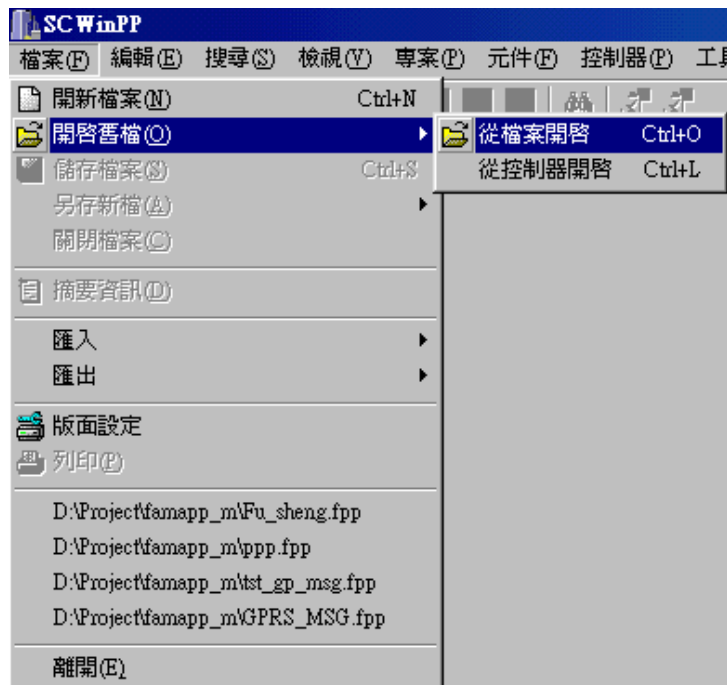 SCWinPP
檔案(F) 編輯(E) 搜尋(S) 檢視(V) 專案(P) 元件(F) 控制器(P)
開新檔案(N) Ctrl+N
開啓舊檔(O)
從檔案開啓 Ctrl+O
儲存檔案(S) Ctrl+S
從控制器開啓 Ctrl+L
另存新檔(A)
關閉檔案(C)
摘要資訊(D)
匯入
匯出
版面設定
列印(P)
D:\Project\famapp_m\Fu_sheng.fpp
D:\Project\famapp_m\ppp.fpp
D:\Project\famapp_m\tst_gp_msg.fpp
D:\Project\famapp_m\GPRS_MSG.fpp
離開(E)